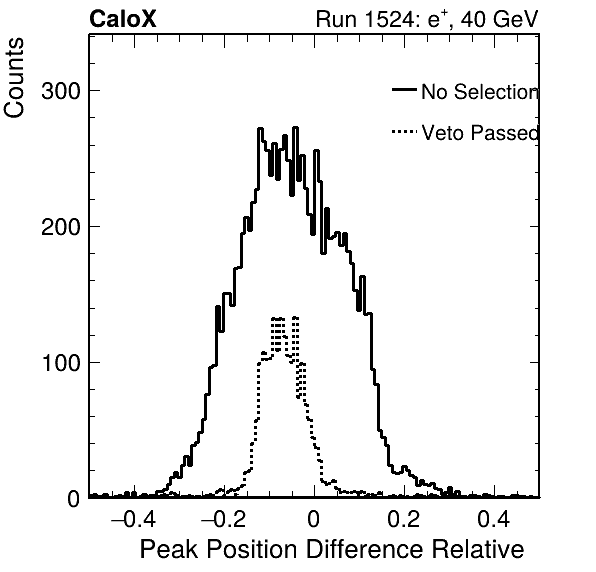 CaloX Run 1524: e⁺, 40 GeV
Counts
300
200
100
0
No Selection
Veto Passed
−0.4 −0.2 0 0.2 0.4
Peak Position Difference Relative